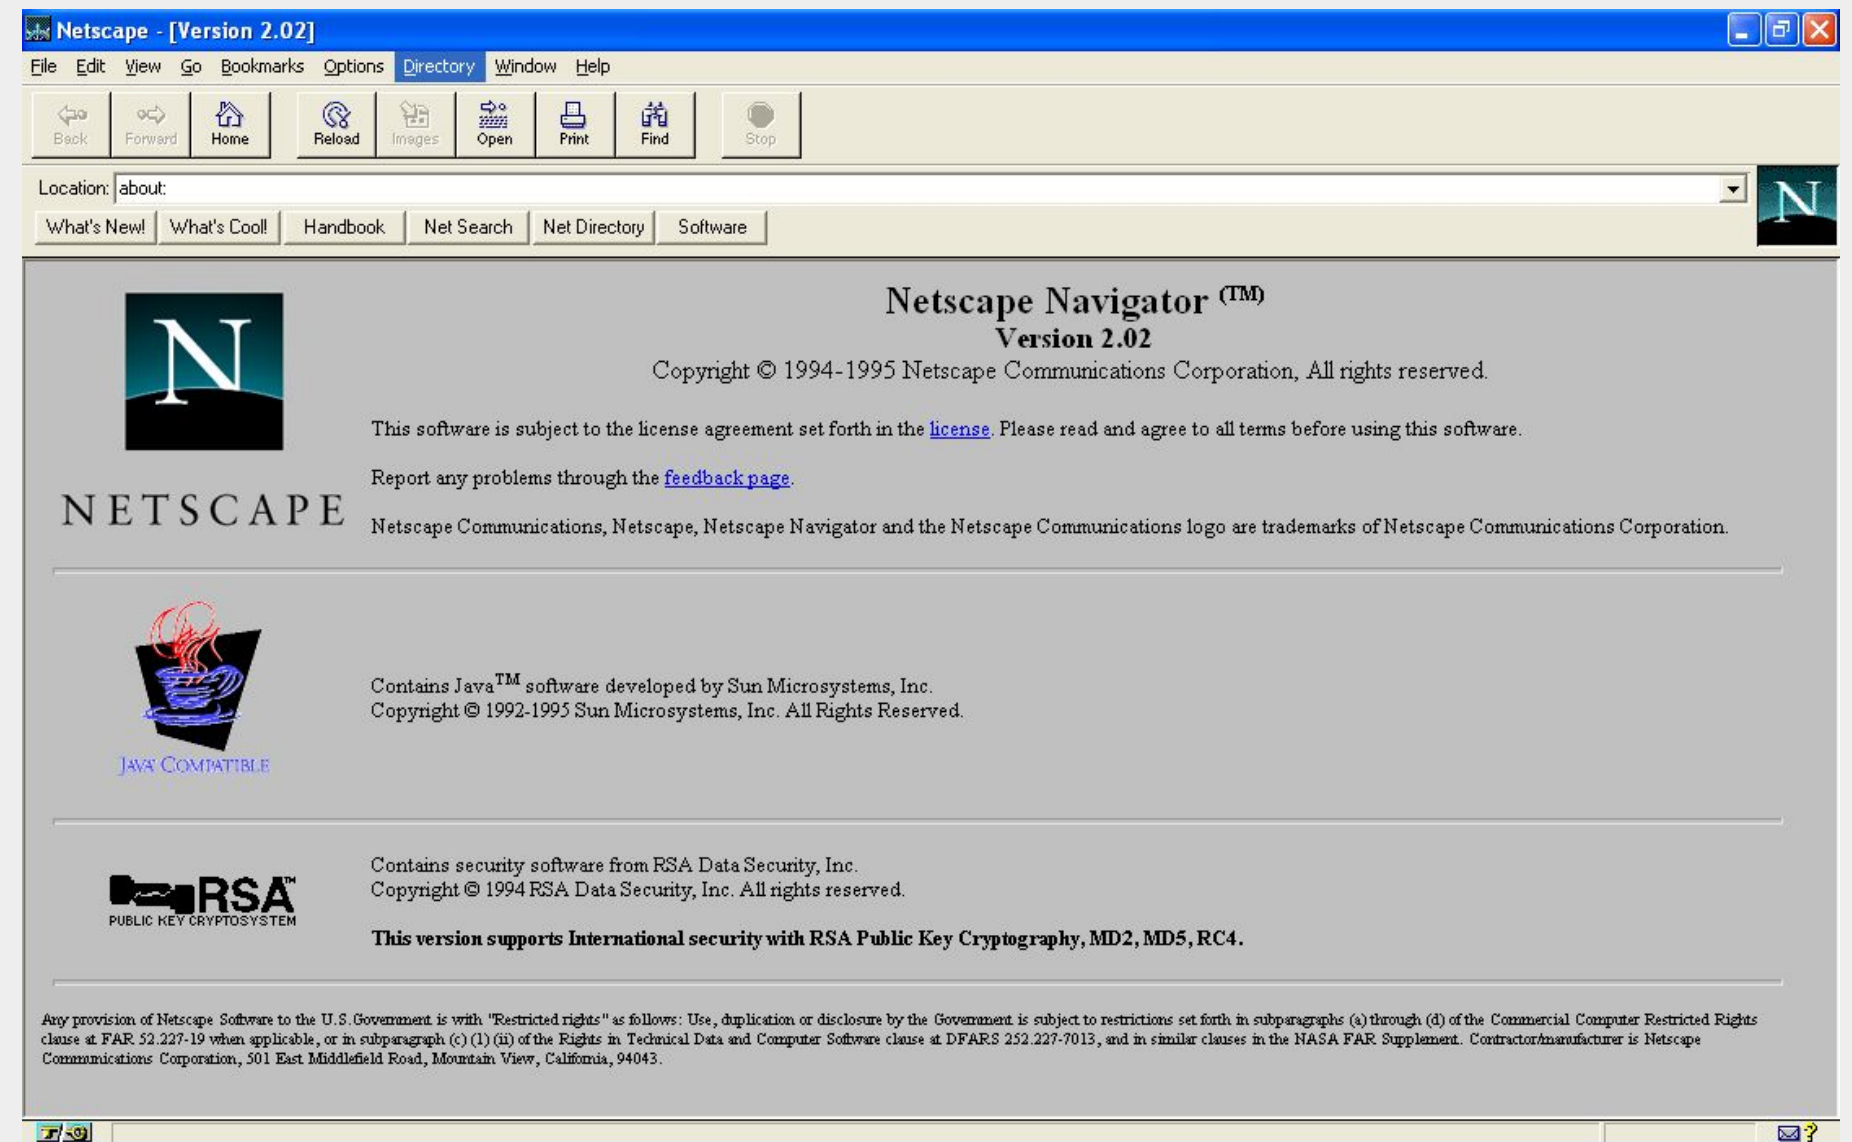 Netscape - [Version 2.02]
File Edit View Go Bookmarks Options Directory Window Help
Back Forward Home Reload Images Open Print Find Stop
Location: about:
What's New! What's Cool! Handbook Net Search Net Directory Software
N
N
NETSCAPE
Netscape Navigator (TM)
Version 2.02
Copyright © 1994-1995 Netscape Communications Corporation, All rights reserved.
This software is subject to the license agreement set forth in the license. Please read and agree to all terms before using this software.
Report any problems through the feedback page.
Netscape Communications, Netscape, Netscape Navigator and the Netscape Communications logo are trademarks of Netscape Communications Corporation.
JAVA COMPATIBLE
Contains Java TM software developed by Sun Microsystems, Inc.
Copyright © 1992-1995 Sun Microsystems, Inc. All Rights Reserved.
RSA™
PUBLIC KEY CRYPTOSYSTEM
Contains security software from RSA Data Security, Inc.
Copyright © 1994 RSA Data Security, Inc. All rights reserved.
This version supports International security with RSA Public Key Cryptography, MD2, MD5, RC4.
Any provision of Netscape Software to the U.S.Government is with "Restricted rights" as follows: Use, duplication or disclosure by the Government is subject to restrictions set forth in subparagraphs (a) through (d) of the Commercial Computer Restricted Rights
clause at FAR 52.227-19 when applicable, or in subparagraph (c) (1) (ii) of the Rights in Technical Data and Computer Software clause at DFARS 252.227-7013, and in similar clauses in the NASA FAR Supplement. Contractor/manufacturer is Netscape
Communications Corporation, 501 East Middlefield Road, Mountain View, California, 94043.